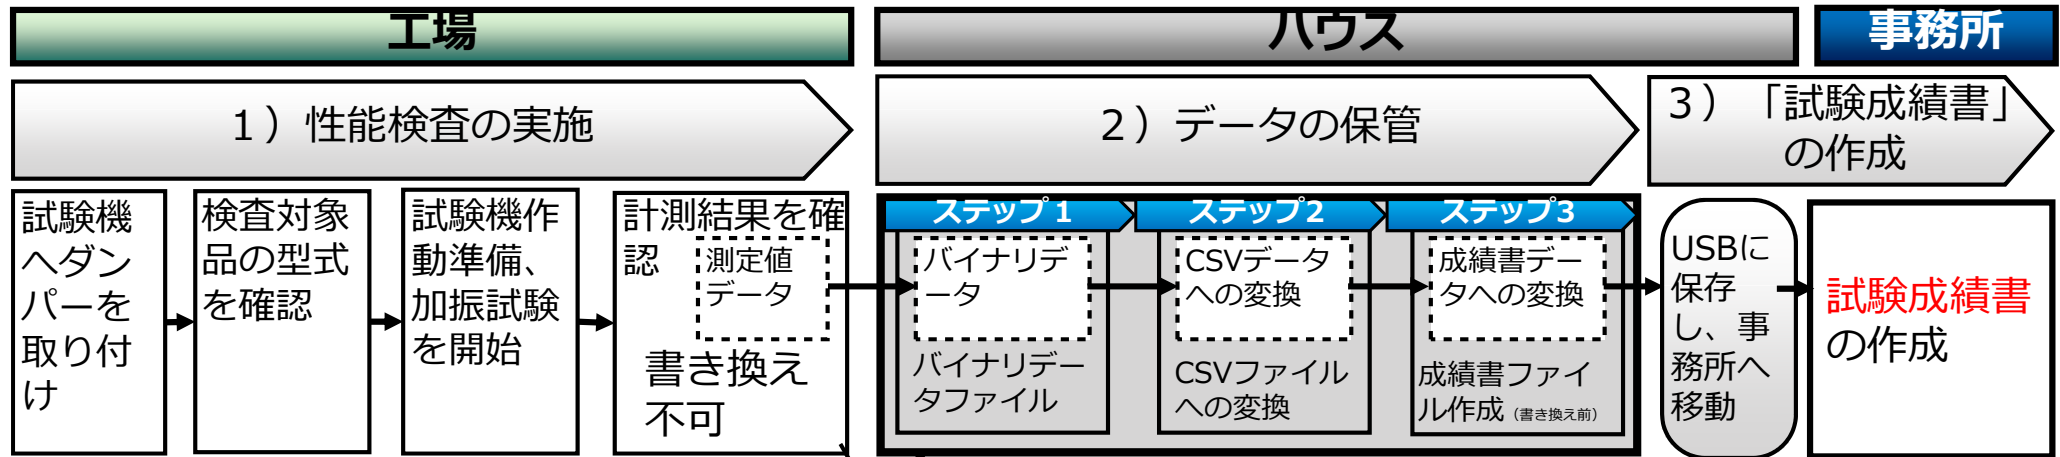 工場
ハウス
事務所
1）性能検査の実施
2）データの保管
3）「試験成績書」
の作成
試験機
へダン
パーを
取り付
け
検査対象
品の型式
を確認
試験機作
動準備、
加振試験
を開始
計測結果を確
認
測定値
データ
書き換え
不可
ステップ1
バイナリデ
ータ
バイナリデー
タファイル
ステップ2
CSVデータ
への変換
CSVファイル
への変換
ステップ3
成績書デー
タへの変換
成績書ファイ
ル作成（書き換え前）
USBに
保存
し、事
務所へ
移動
試験成績書
の作成